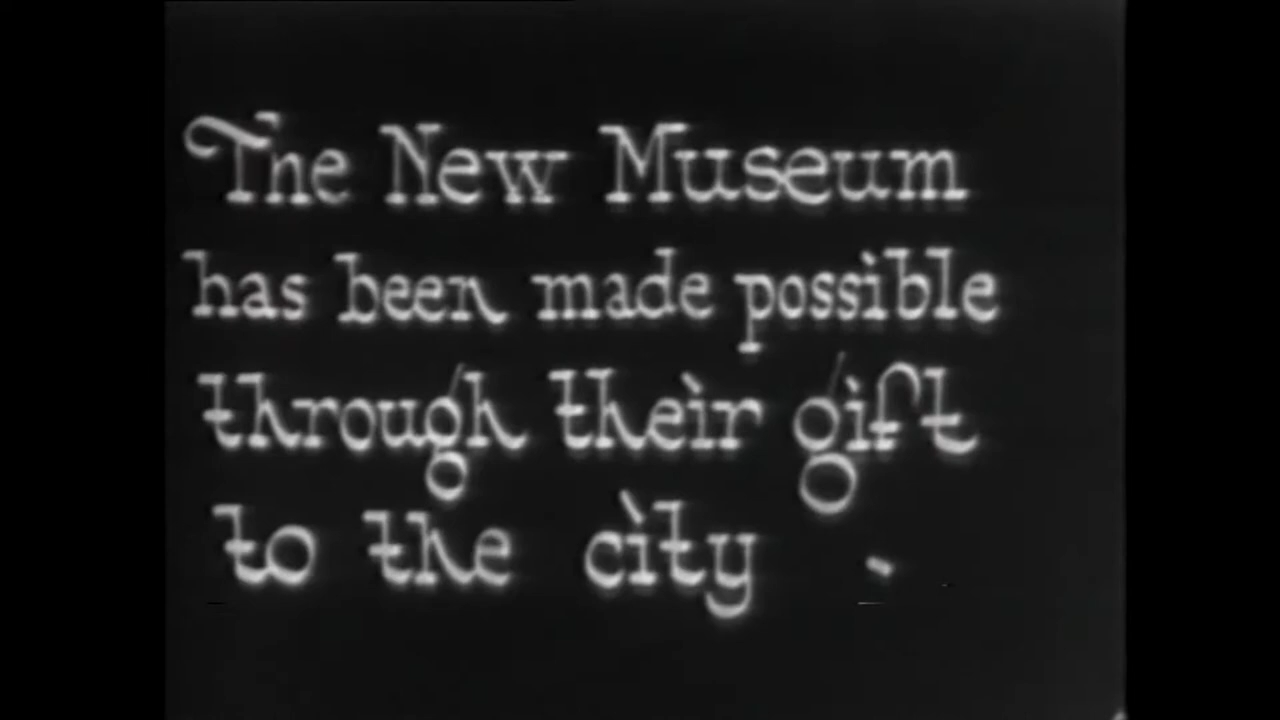 The New Museum
has been made possible
through their gift
to the city -